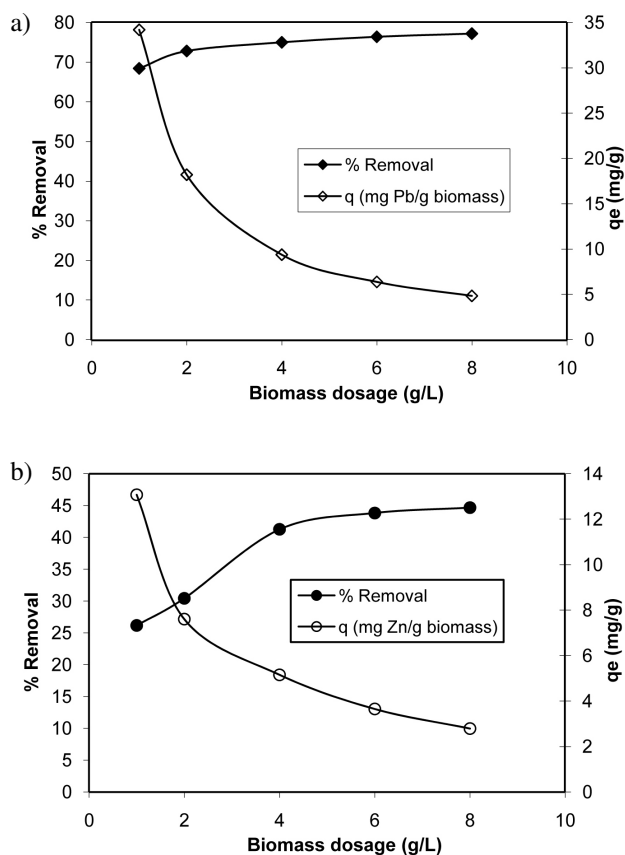 a)
80
70
60
50
40
30
20
10
0
% Removal
35
30
25
20
15
10
5
0
qe (mg/g)
% Removal
q (mg Pb/g biomass)
0 2 4 6 8 10
Biomass dosage (g/L)
b)
50
45
40
35
30
25
20
15
10
5
0
% Removal
14
12
10
8
6
4
2
0
qe (mg/g)
% Removal
q (mg Zn/g biomass)
0 2 4 6 8 10
Biomass dosage (g/L)